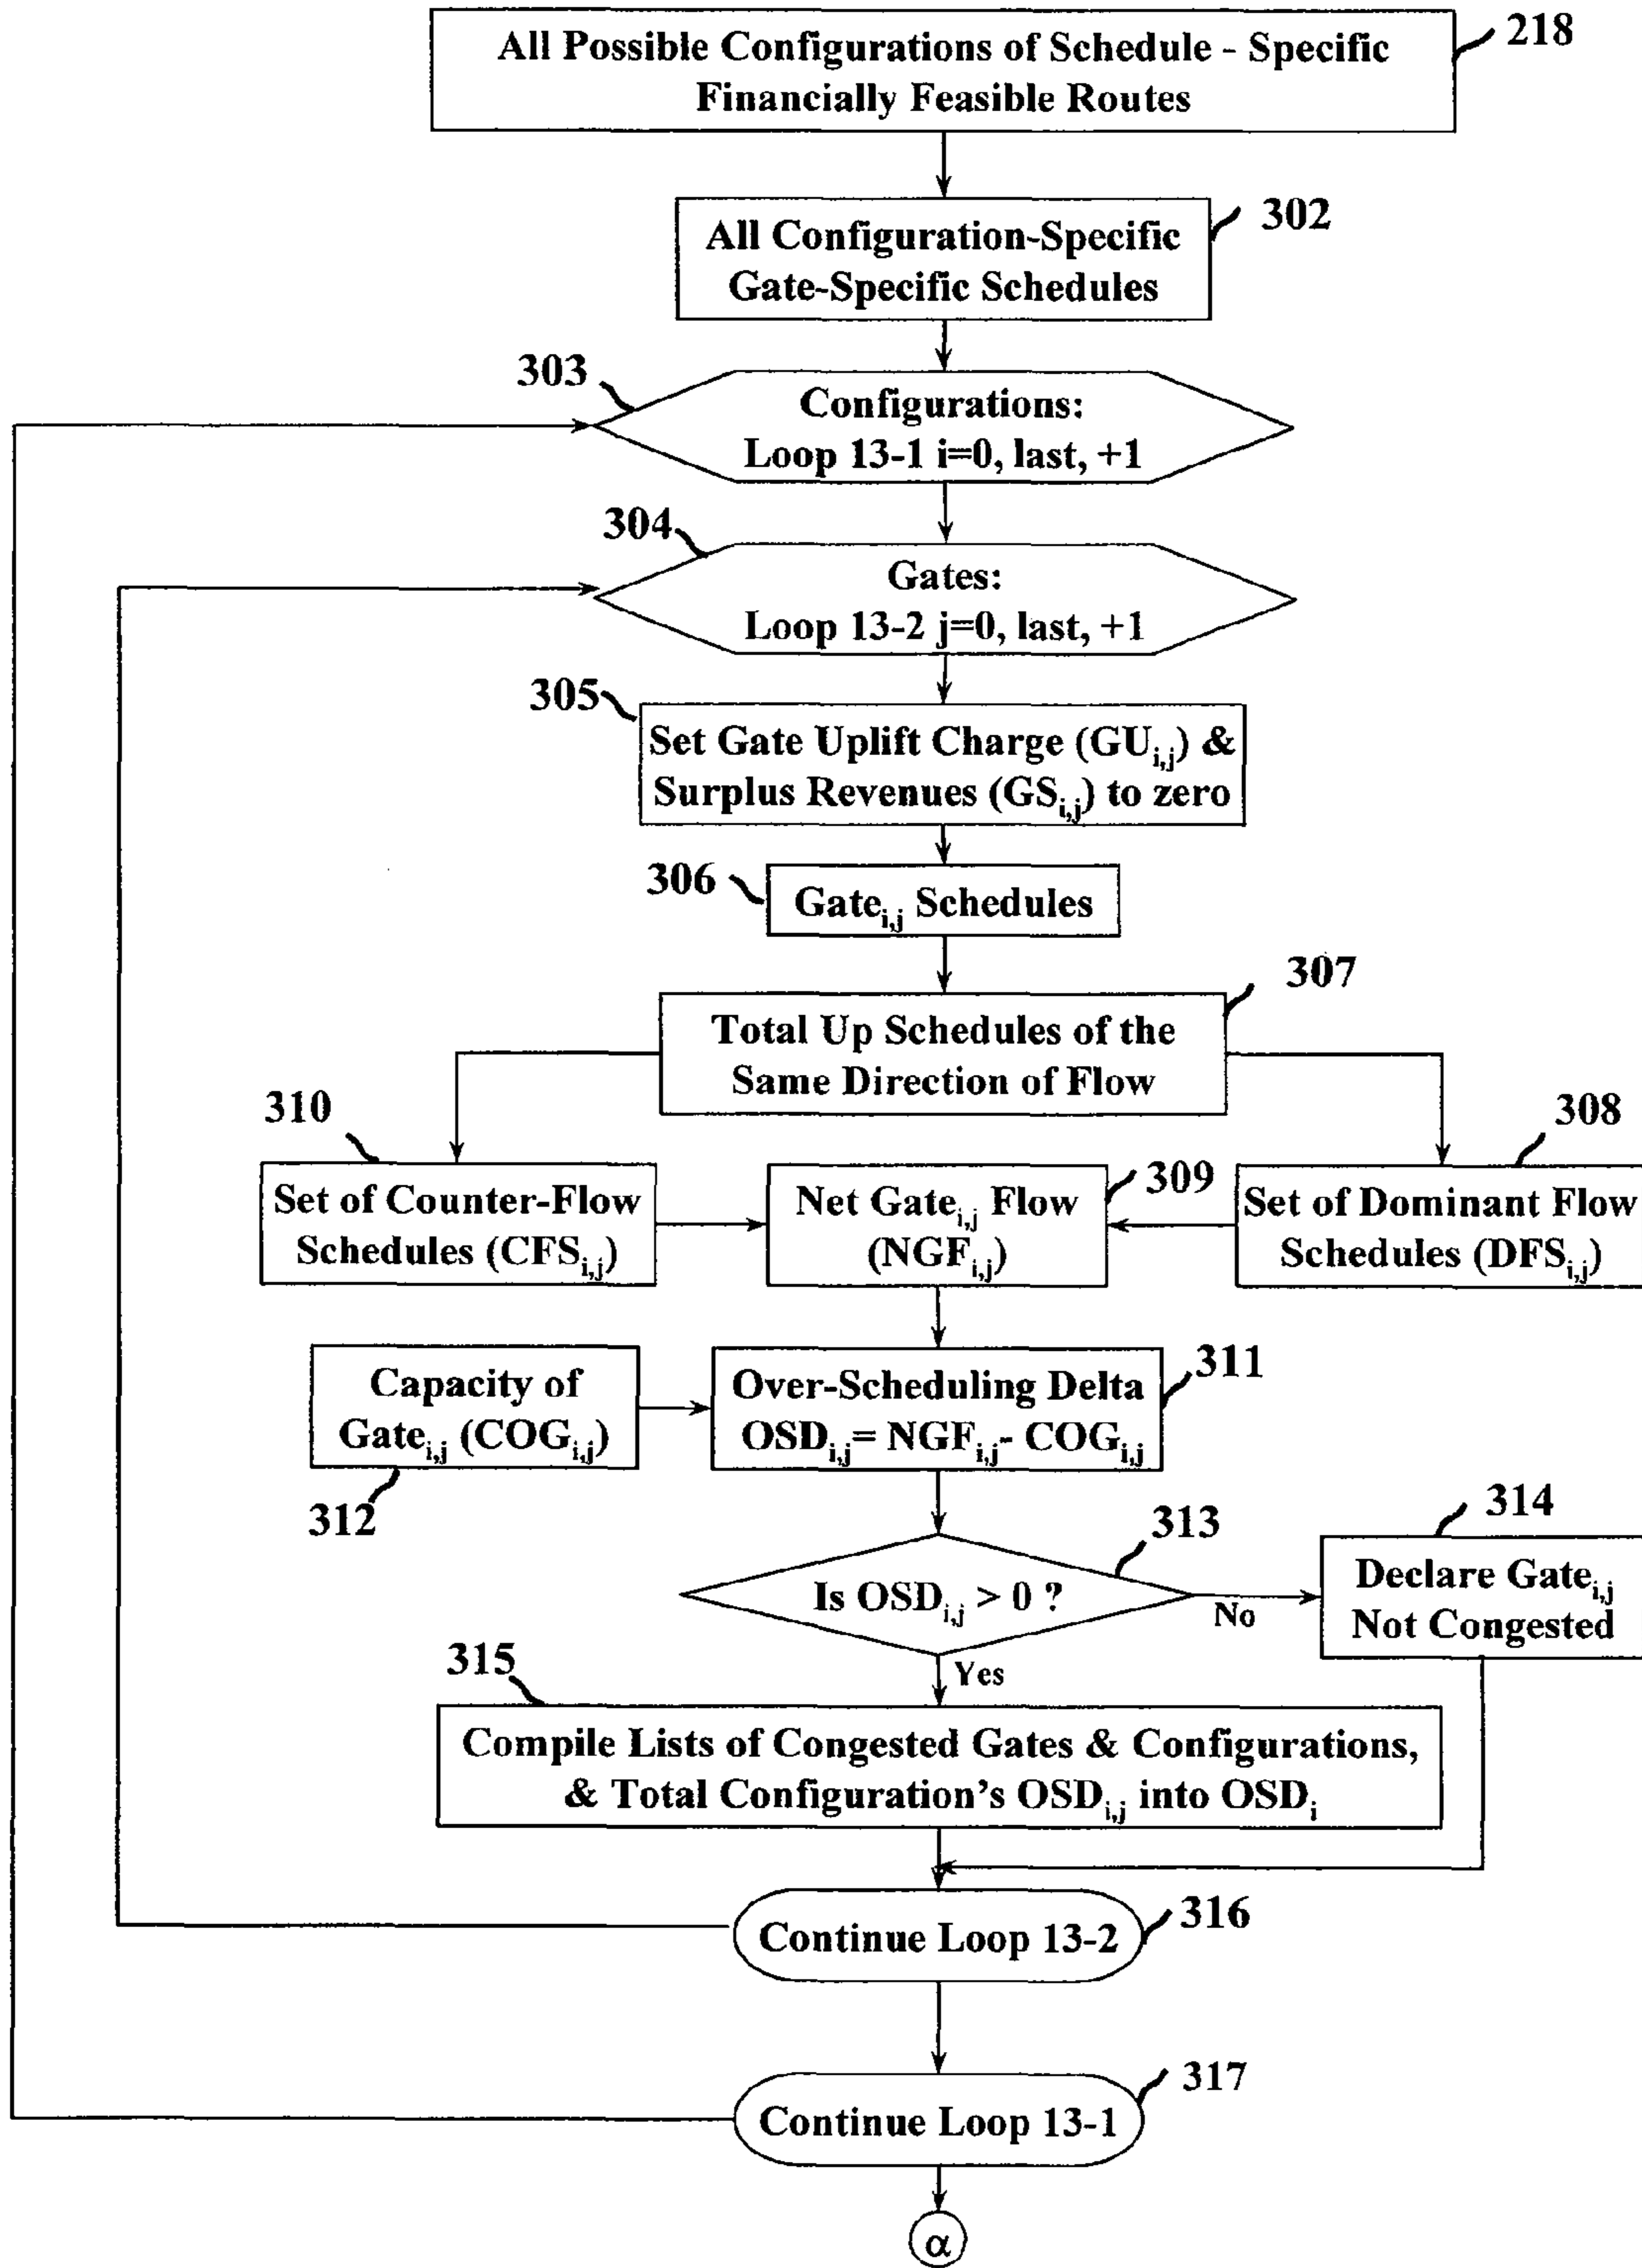 All Possible Configurations of Schedule - Specific
Financially Feasible Routes
218
All Configuration-Specific
Gate-Specific Schedules
302
303
Configurations:
Loop 13-1 i=0, last, +1
304
Gates:
Loop 13-2 j=0, last, +1
305
Set Gate Uplift Charge (GUi,j) &
Surplus Revenues (GSi,j) to zero
306
Gatei,j Schedules
307
Total Up Schedules of the
Same Direction of Flow
310
Set of Counter-Flow
Schedules (CFSi,j)
Net Gatei,j Flow
(NGFi,j)
309
308
Set of Dominant Flow
Schedules (DFSi,j)
Capacity of
Gatei,j (COGi,j)
312
Over-Scheduling Delta
OSDi,j= NGFi,j- COGi,j
311
313
Is OSDi,j > 0 ?
No
Yes
314
Declare Gatei,j
Not Congested
315
Compile Lists of Congested Gates & Configurations,
& Total Configuration's OSDi,j into OSDi
Continue Loop 13-2
316
Continue Loop 13-1
317
α